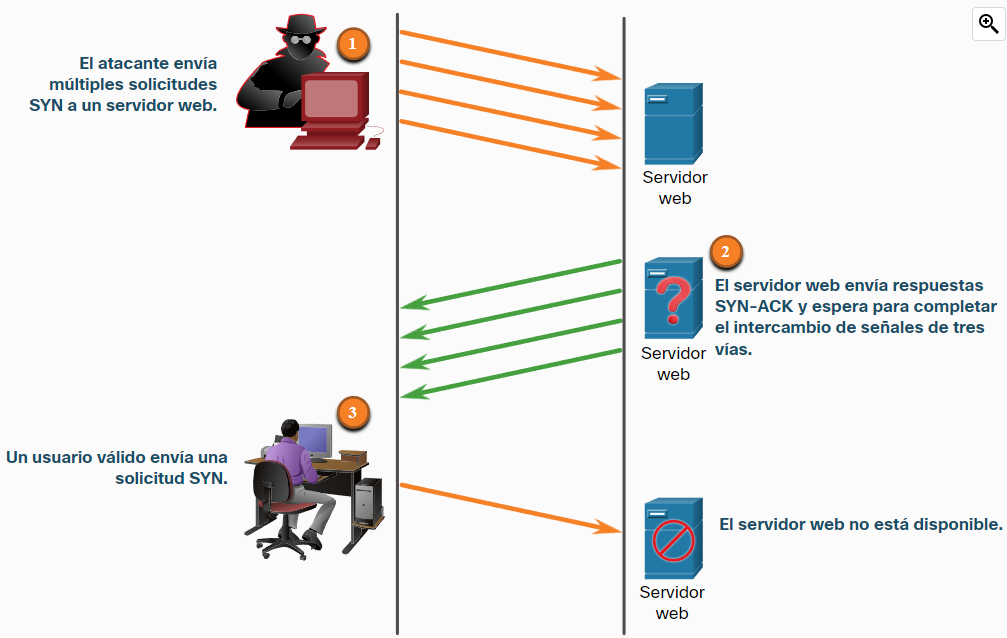 1
El atacante envía
múltiples solicitudes
SYN a un servidor web.
Servidor
web
2
El servidor web envía respuestas
SYN-ACK y espera para completar
el intercambio de señales de tres
vías.
Servidor
web
3
Un usuario válido envía una
solicitud SYN.
El servidor web no está disponible.
Servidor
web